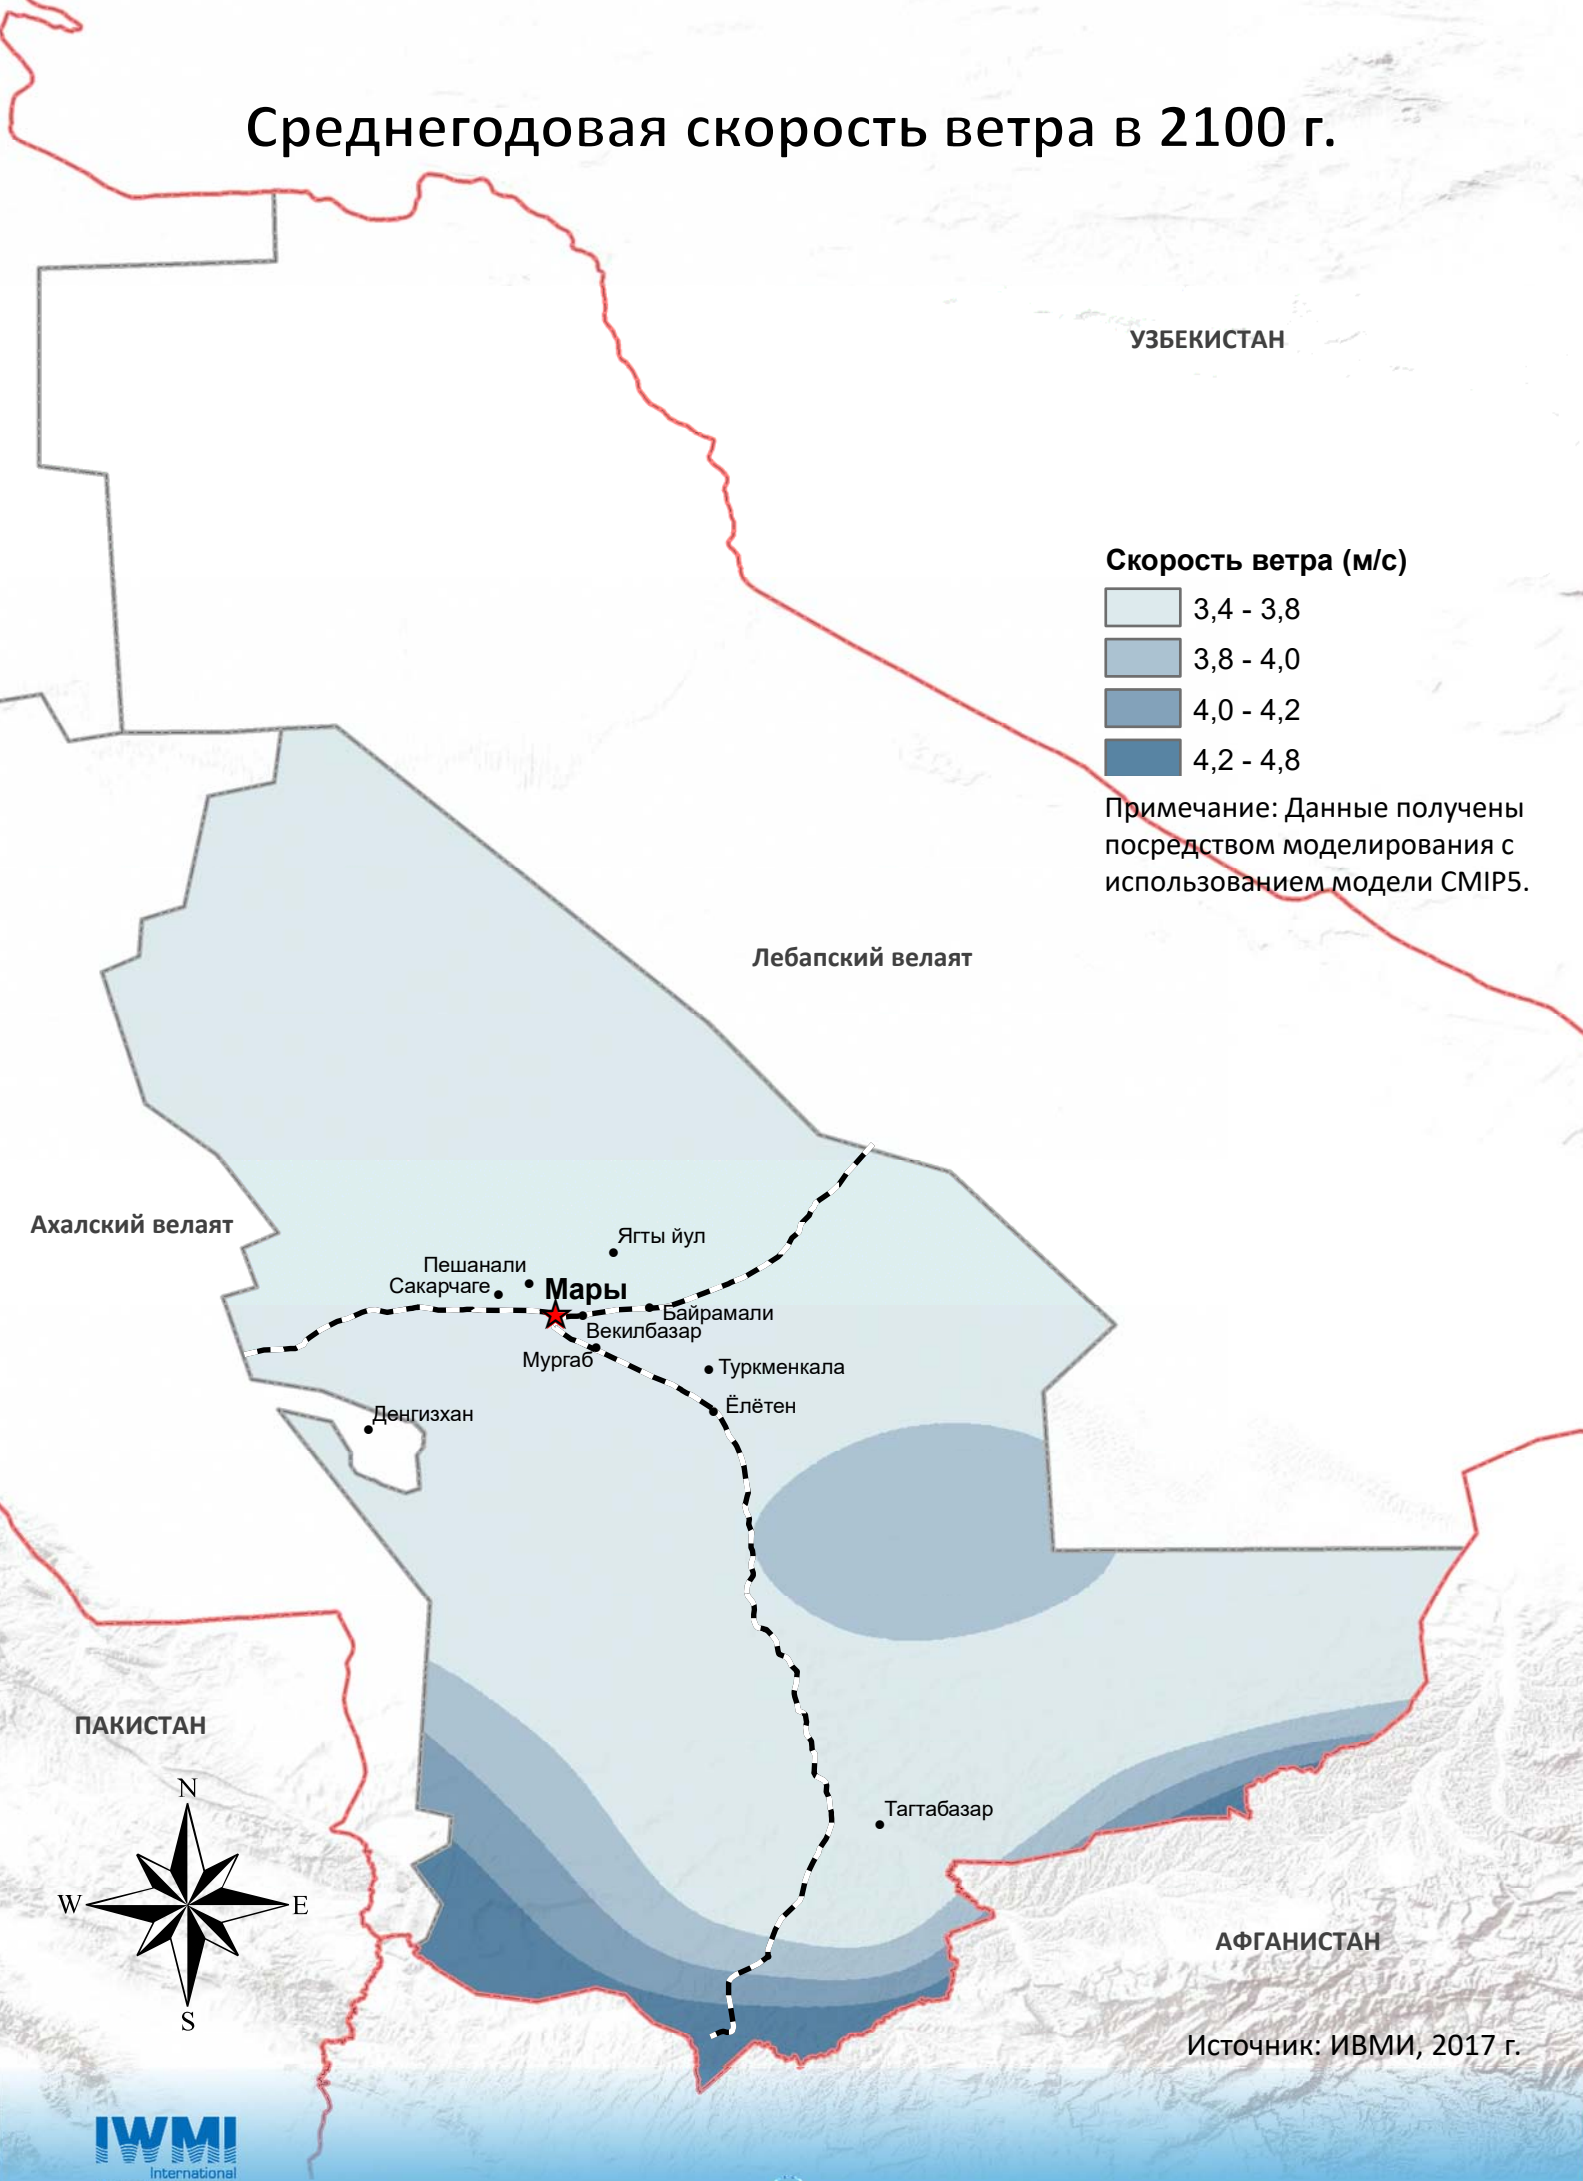 Среднегодовая скорость ветра в 2100 г.
УЗБЕКИСТАН
Скорость ветра (м/с)
3,4 - 3,8
3,8 - 4,0
4,0 - 4,2
4,2 - 4,8
Примечание: Данные получены
посредством моделирования с
использованием модели CMIP5.
Лебапский велаят
Ахалский велаят
Ягты йул
Пешанали
Сакарчаге
Мары
Байрамали
Векилбазар
Мургаб
Туркменкала
Ёлётен
Денгизхан
ПАКИСТАН
N
W
E
S
Тагтабазар
АФГАНИСТАН
Источник: ИВМИ, 2017 г.
IWMI
International